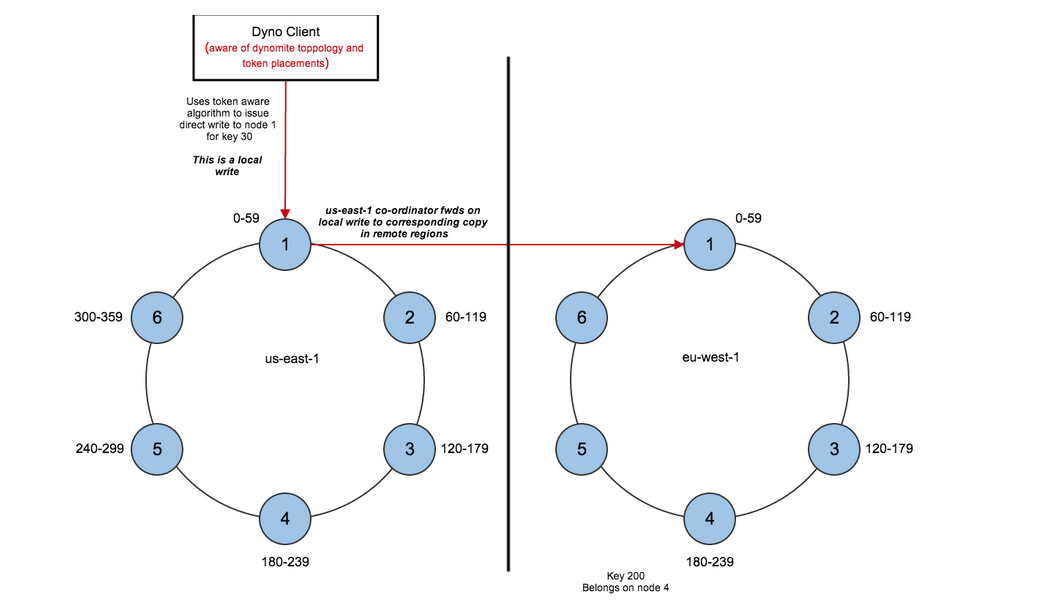 Dyno Client
(aware of dynomite toppology and
token placements)
Uses token aware
algorithm to issue
direct write to node 1
for key 30
This is a local
write
us-east-1 co-ordinator fwds on
local write to corresponding copy
in remote regions
0-59
1
300-359
6
2
60-119
us-east-1
240-299
5
3
120-179
4
180-239
1
0-59
6
2
60-119
eu-west-1
5
3
120-179
4
180-239
Key 200
Belongs on node 4